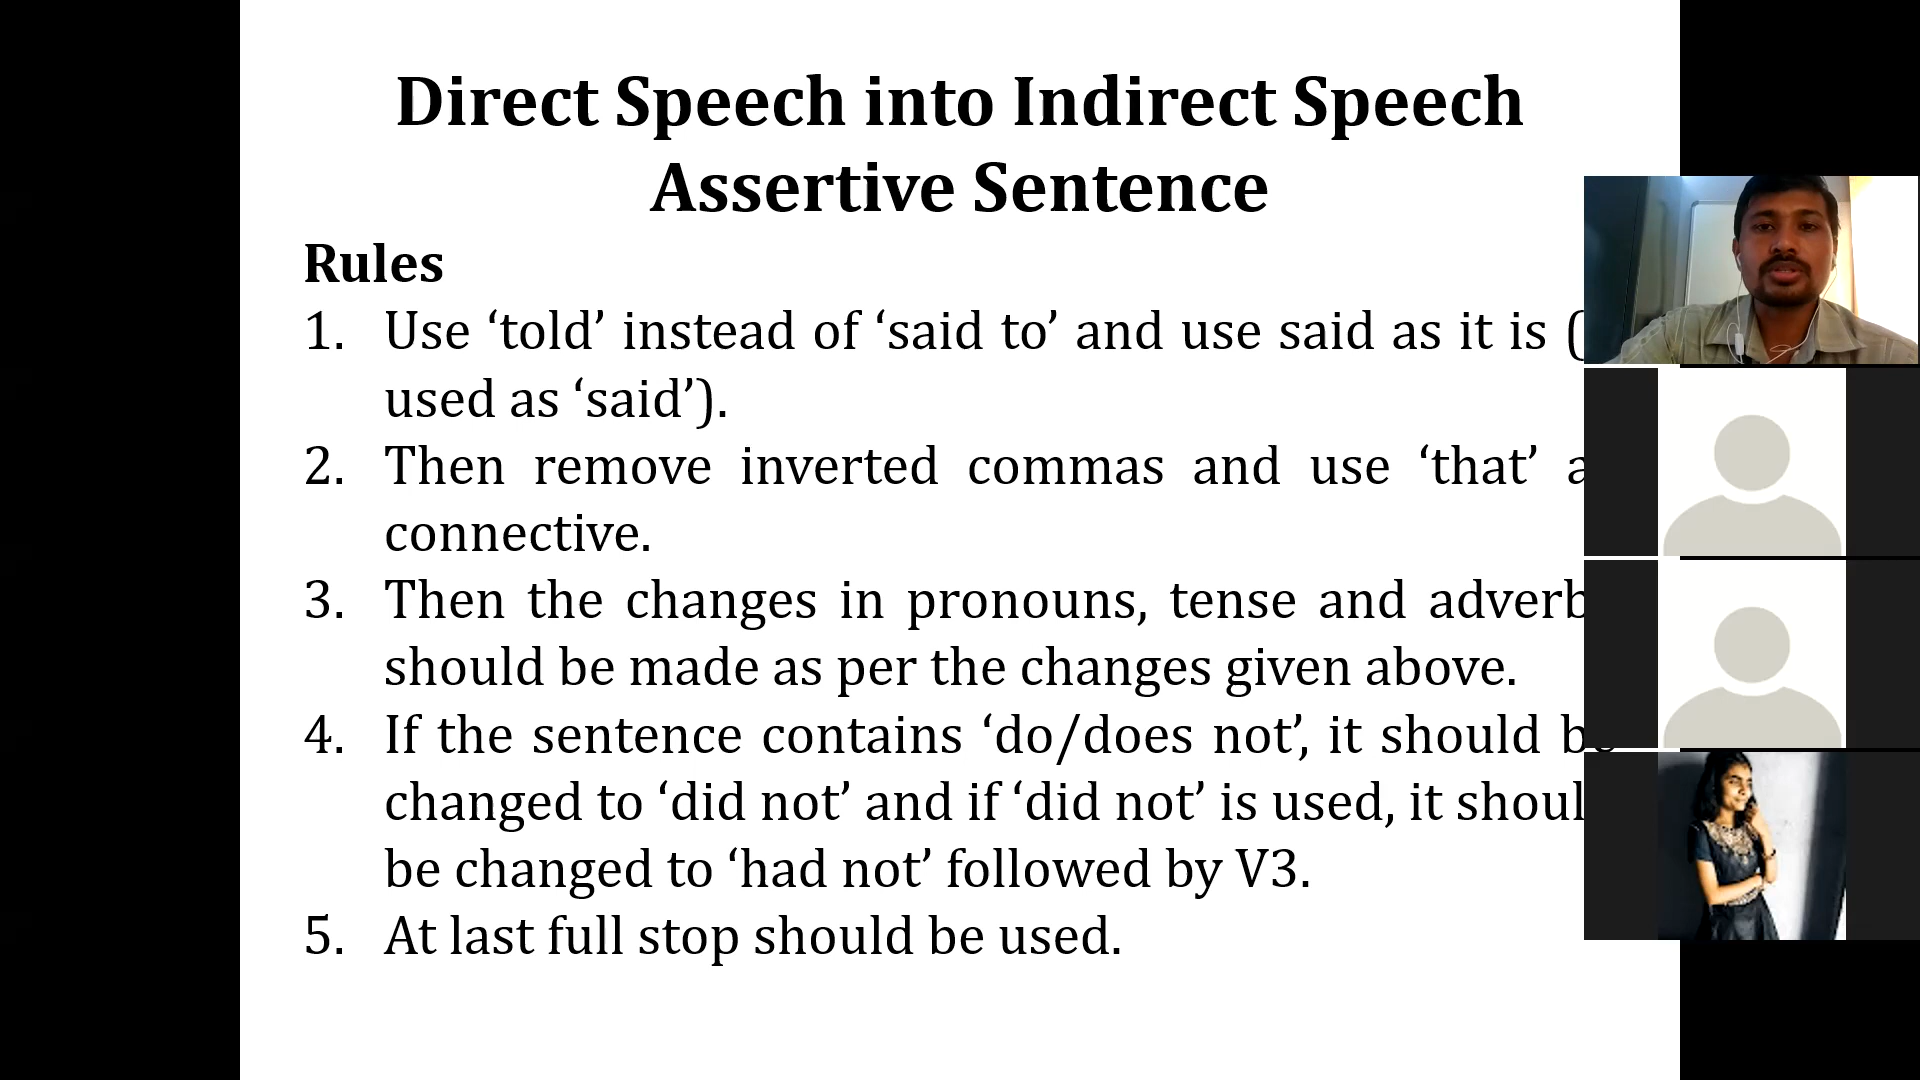 Direct Speech into Indirect Speech
Assertive Sentence
Rules
1. Use ‘told’ instead of ‘said to’ and use said as it is (
used as ‘said’).
2. Then remove inverted commas and use ‘that’
connective.
3. Then the changes in pronouns, tense and adverb
should be made as per the changes given above.
4. If the sentence contains ‘do/does not’, it should be
changed to ‘did not’ and if ‘did not’ is used, it shoul
be changed to ‘had not’ followed by V3.
5. At last full stop should be used.